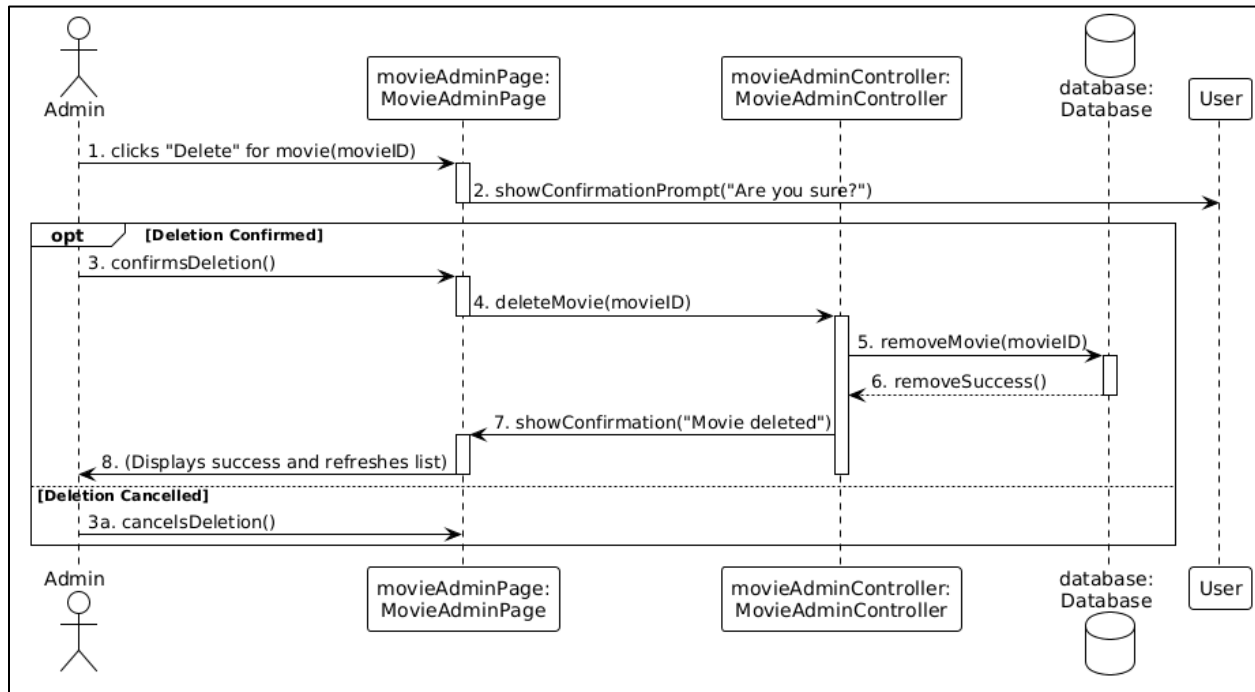 Admin
movieAdminPage:
MovieAdminPage
movieAdminController:
MovieAdminController
database:
Database
User
1. clicks "Delete" for movie(movieID)
2. showConfirmationPrompt("Are you sure?")
opt [Deletion Confirmed]
3. confirmsDeletion()
4. deleteMovie(movieID)
5. removeMovie(movieID)
6. removeSuccess()
7. showConfirmation("Movie deleted")
8. (Displays success and refreshes list)
[Deletion Cancelled]
3a. cancelsDeletion()
Admin
movieAdminPage:
MovieAdminPage
movieAdminController:
MovieAdminController
database:
Database
User